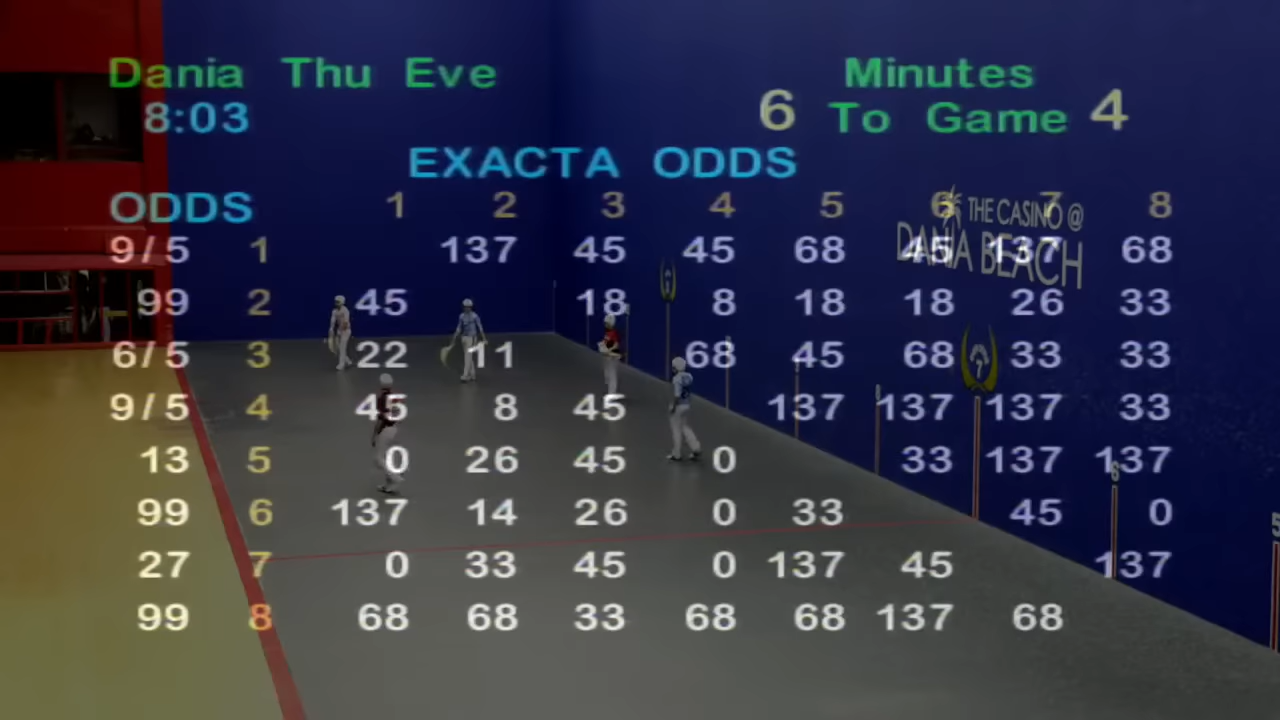 Dania Thu Eve Minutes
8:03 6 To Game 4
EXACTA ODDS
ODDS 1 2 3 4 5 6 7 8
THE CASINO @
DANIA BEACH
9/5 1 137 45 45 68 45 137 68
99 2 45 18 8 18 18 26 33
6/5 3 22 11 68 45 68 33 33
9/5 4 45 8 45 137 137 137 33
13 5 0 26 45 0 33 137 137
99 6 137 14 26 0 33 45 0
27 7 0 33 45 0 137 45 137
99 8 68 68 33 68 68 137 68
7
6
5